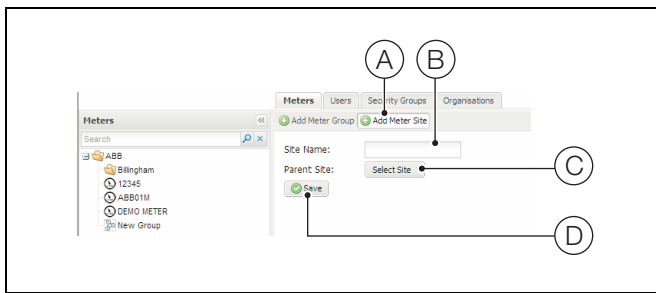 A
B
Meters Users Security Groups Organisations
Meters
Add Meter Group Add Meter Site
Search
Site Name:
ABB
Parent Site: Select Site
C
Billingham
12345
Save
ABB01M
DEMO METER
New Group
D